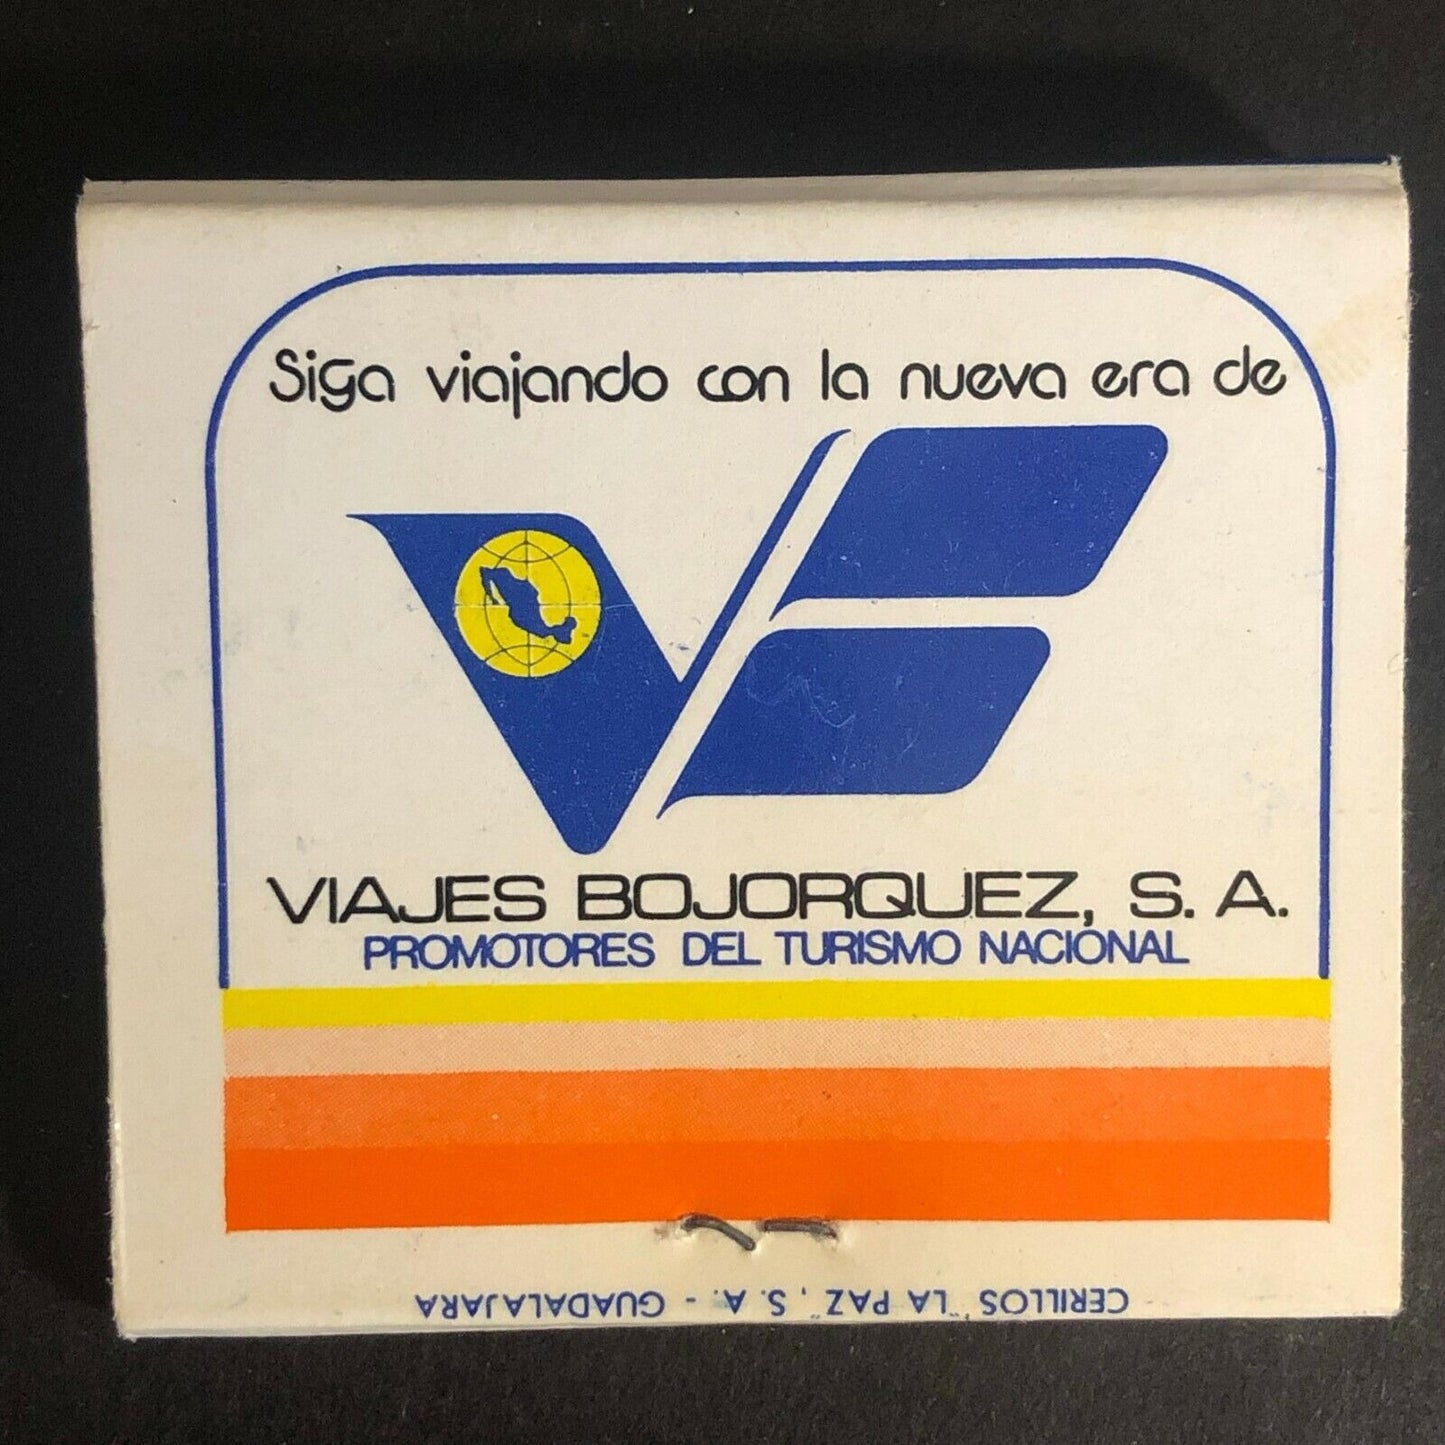 Siga viajando con la nueva era de
VIAJES BOJORQUEZ, S. A.
PROMOTORES DEL TURISMO NACIONAL
CERILLOS "LA PAZ", S. A. - GUADALAJARA